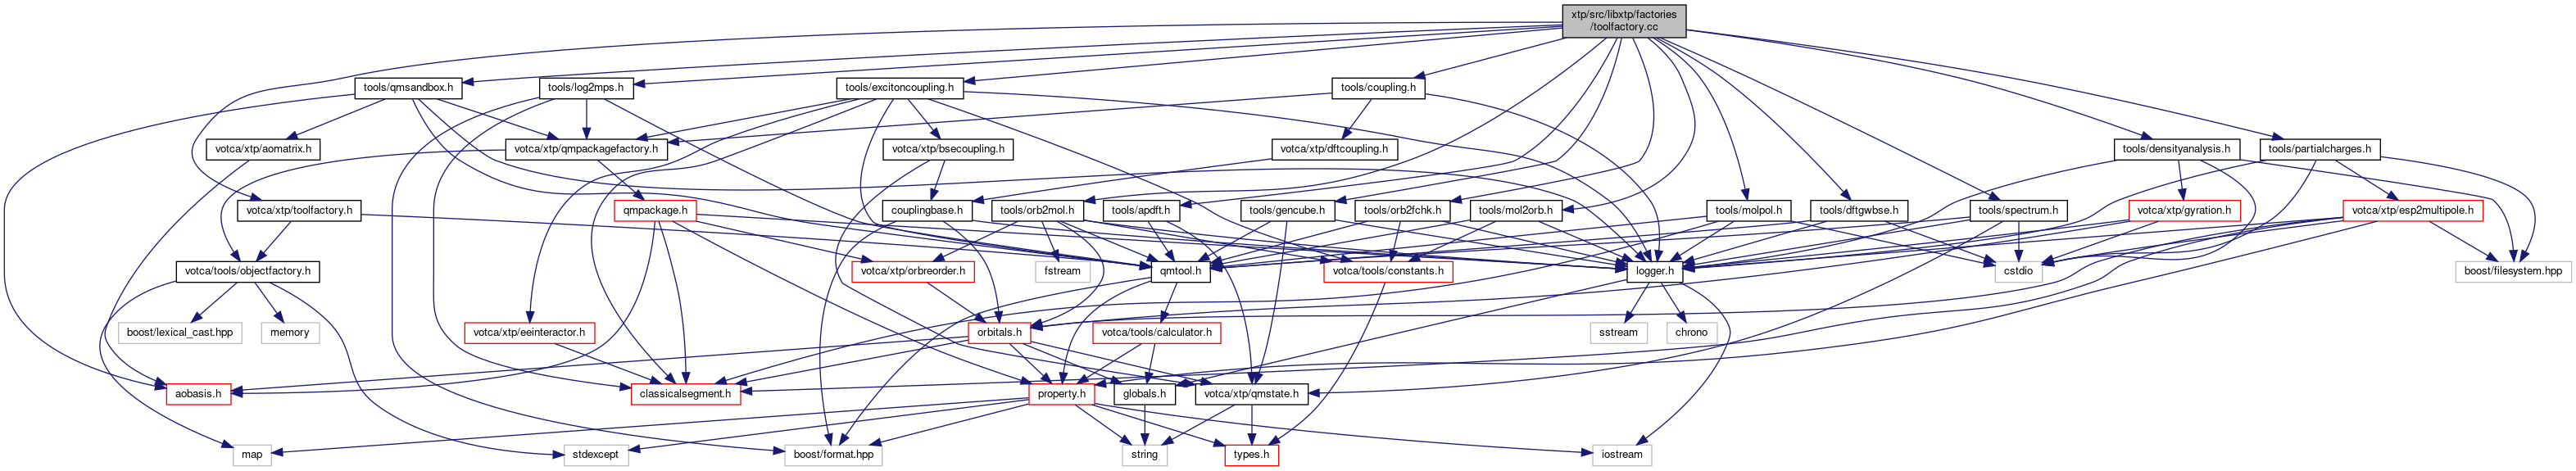 xtp/src/libxtp/factories
/toolfactory.cc
tools/qmsandbox.h
tools/log2mps.h
tools/excitoncoupling.h
tools/coupling.h
votca/xtp/aomatrix.h
votca/xtp/qmpackagefactory.h
votca/xtp/bsecoupling.h
votca/xtp/dftcoupling.h
tools/densityanalysis.h
tools/partialcharges.h
votca/xtp/toolfactory.h
qmpackage.h
couplingbase.h
tools/orb2mol.h
tools/apdft.h
tools/gencube.h
tools/orb2fchk.h
tools/mol2orb.h
tools/molpol.h
tools/dftgwbse.h
tools/spectrum.h
votca/xtp/gyration.h
votca/xtp/esp2multipole.h
votca/tools/objectfactory.h
votca/xtp/orbreorder.h
fstream
qmtool.h
votca/tools/constants.h
logger.h
cstdio
boost/filesystem.hpp
boost/lexical_cast.hpp
memory
votca/xtp/eeinteractor.h
orbitals.h
votca/tools/calculator.h
sstream
chrono
aobasis.h
classicalsegment.h
property.h
globals.h
votca/xtp/qmstate.h
map
stdexcept
boost/format.hpp
string
types.h
iostream